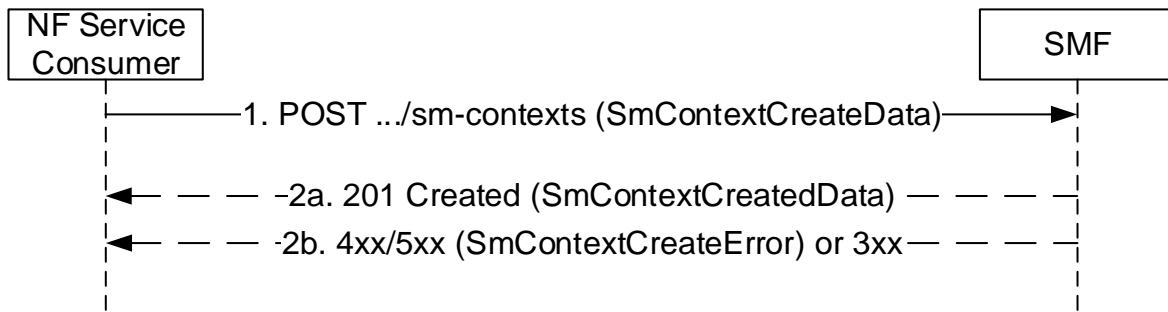 NF Service
Consumer
SMF
1. POST .../sm-contexts (SmContextCreateData)
2a. 201 Created (SmContextCreatedData)
2b. 4xx/5xx (SmContextCreateError) or 3xx